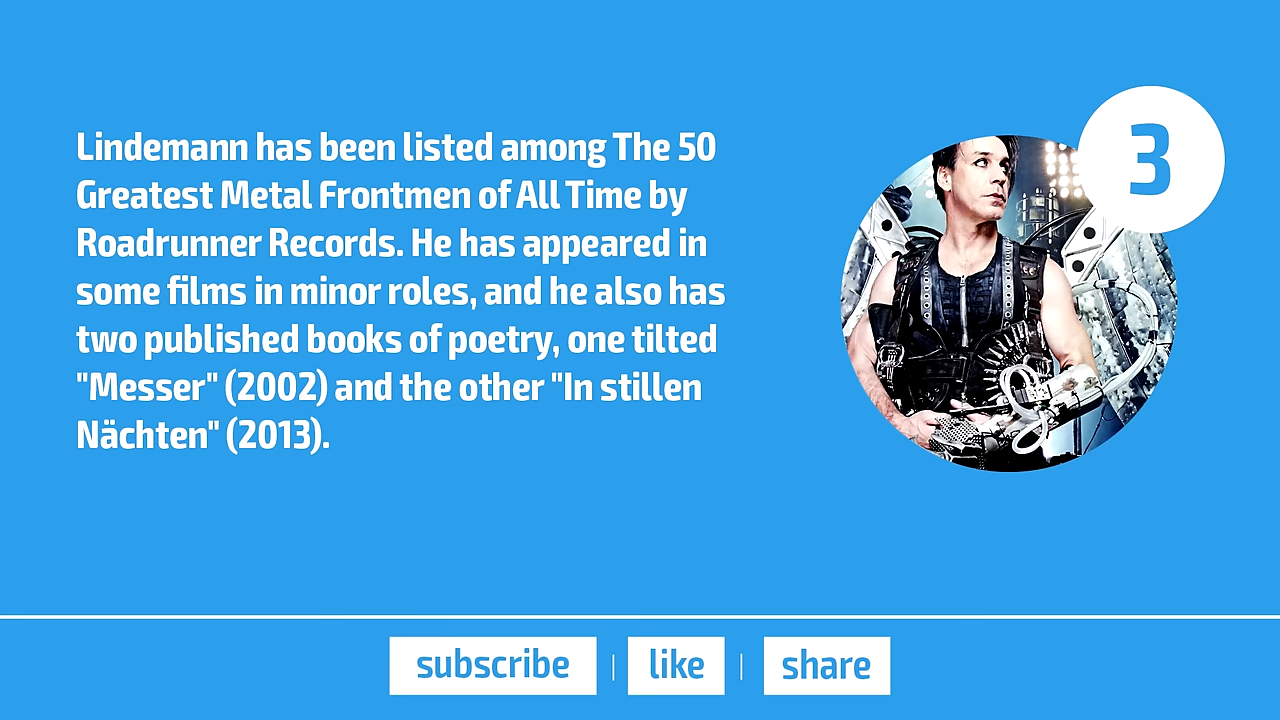 Lindemann has been listed among The 50
Greatest Metal Frontmen of All Time by
Roadrunner Records. He has appeared in
some films in minor roles, and he also has
two published books of poetry, one tilted
"Messer" (2002) and the other "In stillen
Nächten" (2013).
3
subscribe | like | share